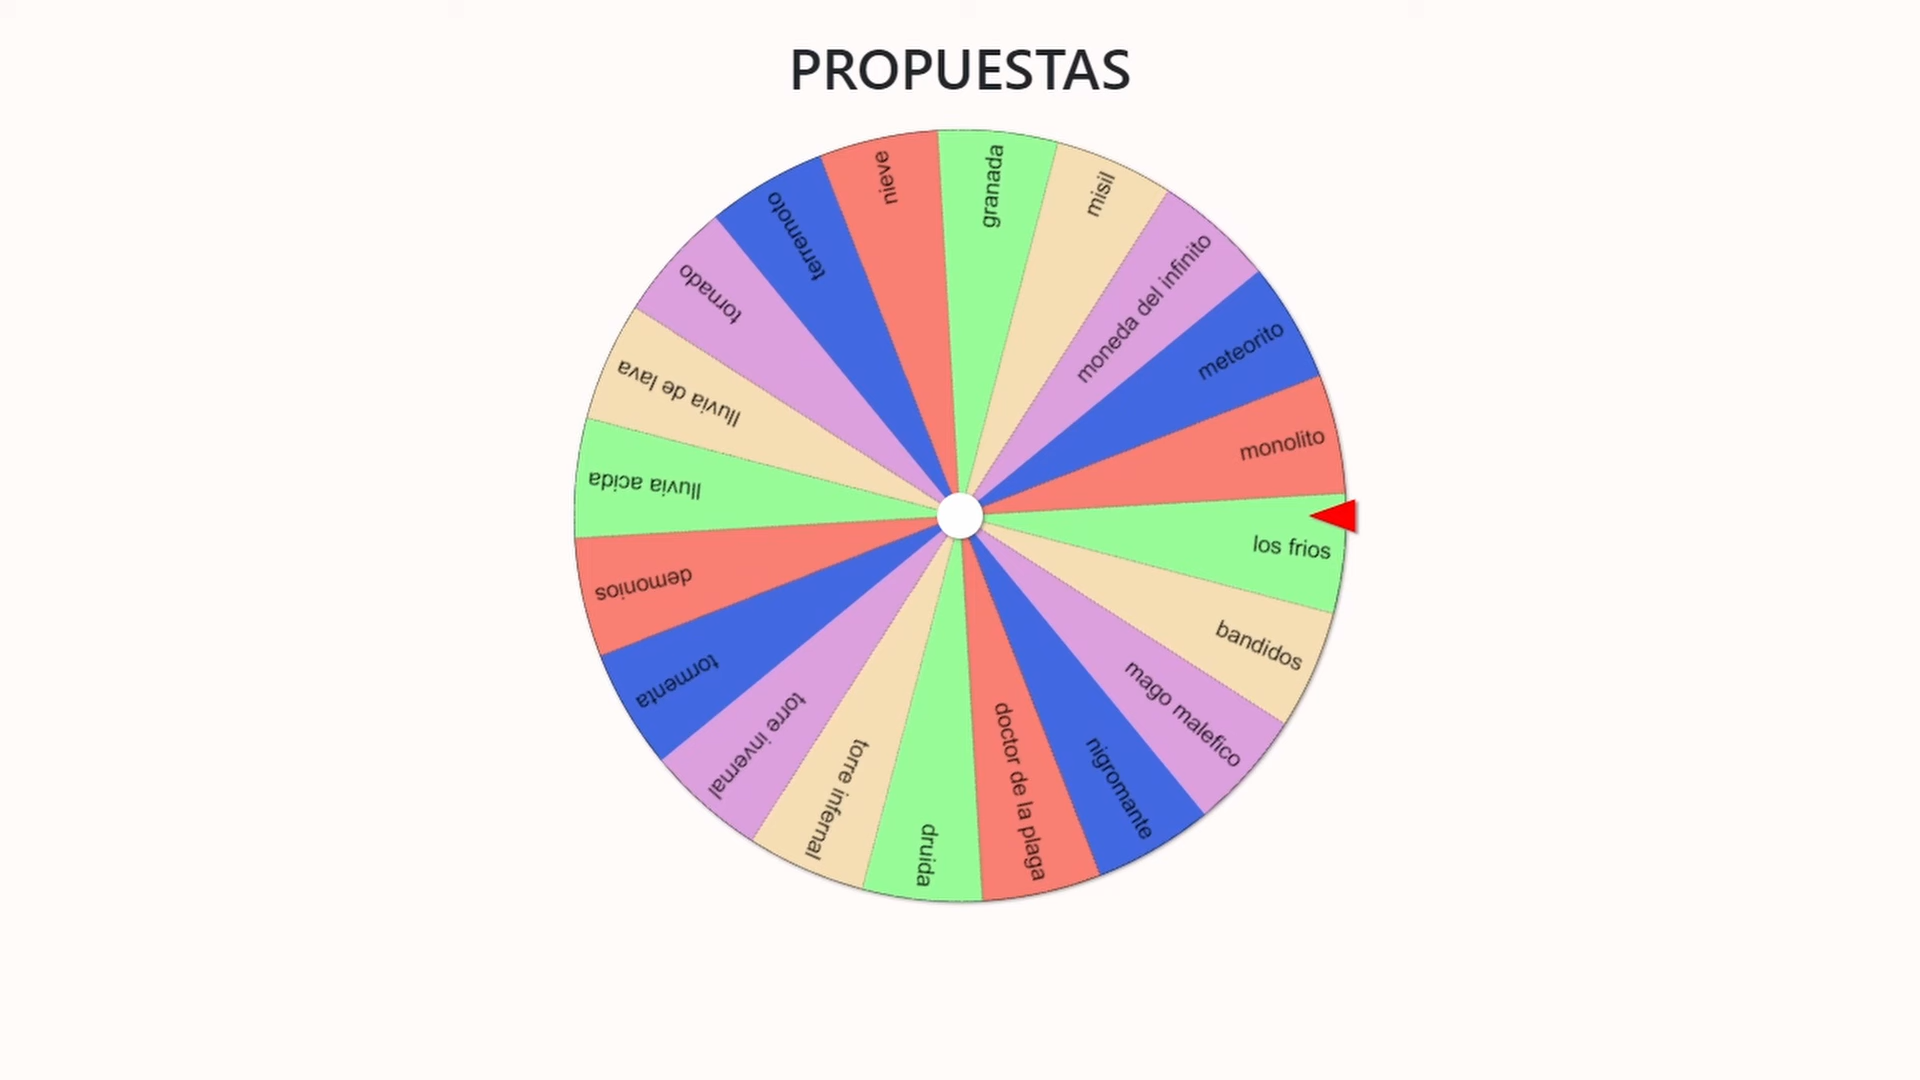 PROPUESTAS
granada
misil
moneda del infinito
meteorito
monolito
los frios
bandidos
mago malefico
nigromante
doctor de la plaga
druida
torre infernal
torre invernal
tormenta
demonios
lluvia acida
lluvia de lava
tornado
terremoto
nieve